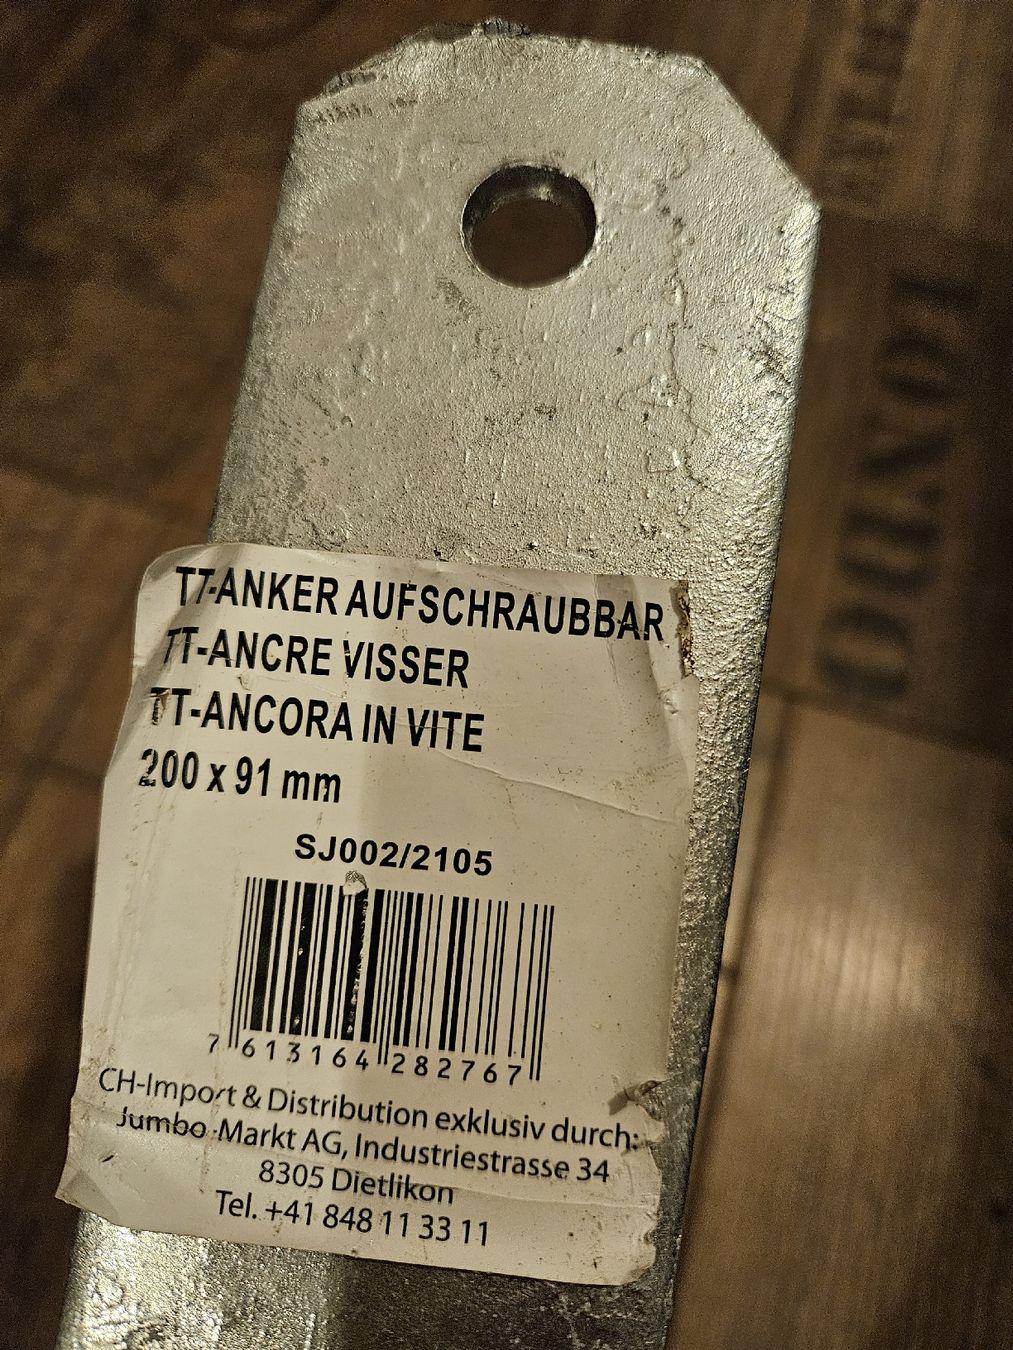 TT-ANKER AUFSCHRAUBBAR
TT-ANCRE VISSER
TT-ANCORA IN VITE
200 x 91 mm
SJ002/2105
7 613164 282767
CH-Import & Distribution exklusiv durch:
Jumbo-Markt AG, Industriestrasse 34
8305 Dietlikon
Tel. +41 848 11 33 11